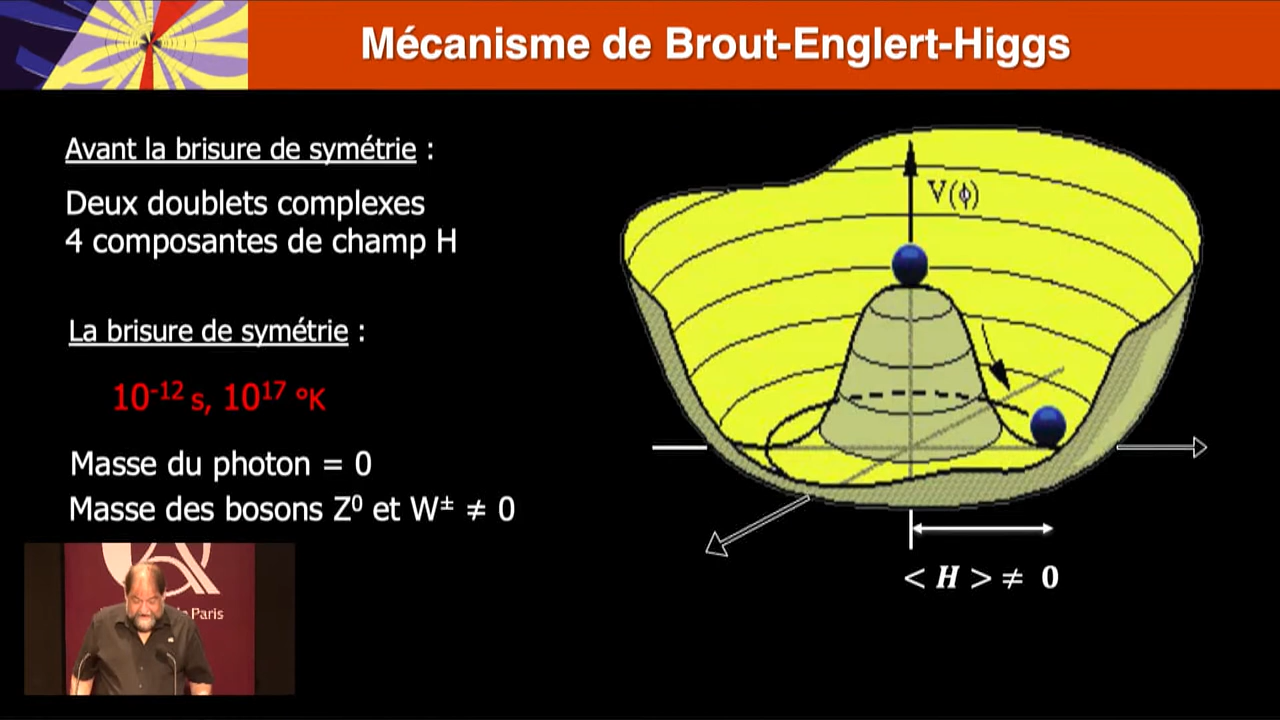 Mécanisme de Brout-Englert-Higgs
Avant la brisure de symétrie :
Deux doublets complexes
4 composantes de champ H
La brisure de symétrie :
10⁻¹² s, 10¹⁷ °K
Masse du photon = 0
Masse des bosons Z⁰ et W± ≠ 0
V(ϕ)
< H > ≠ 0
de Paris